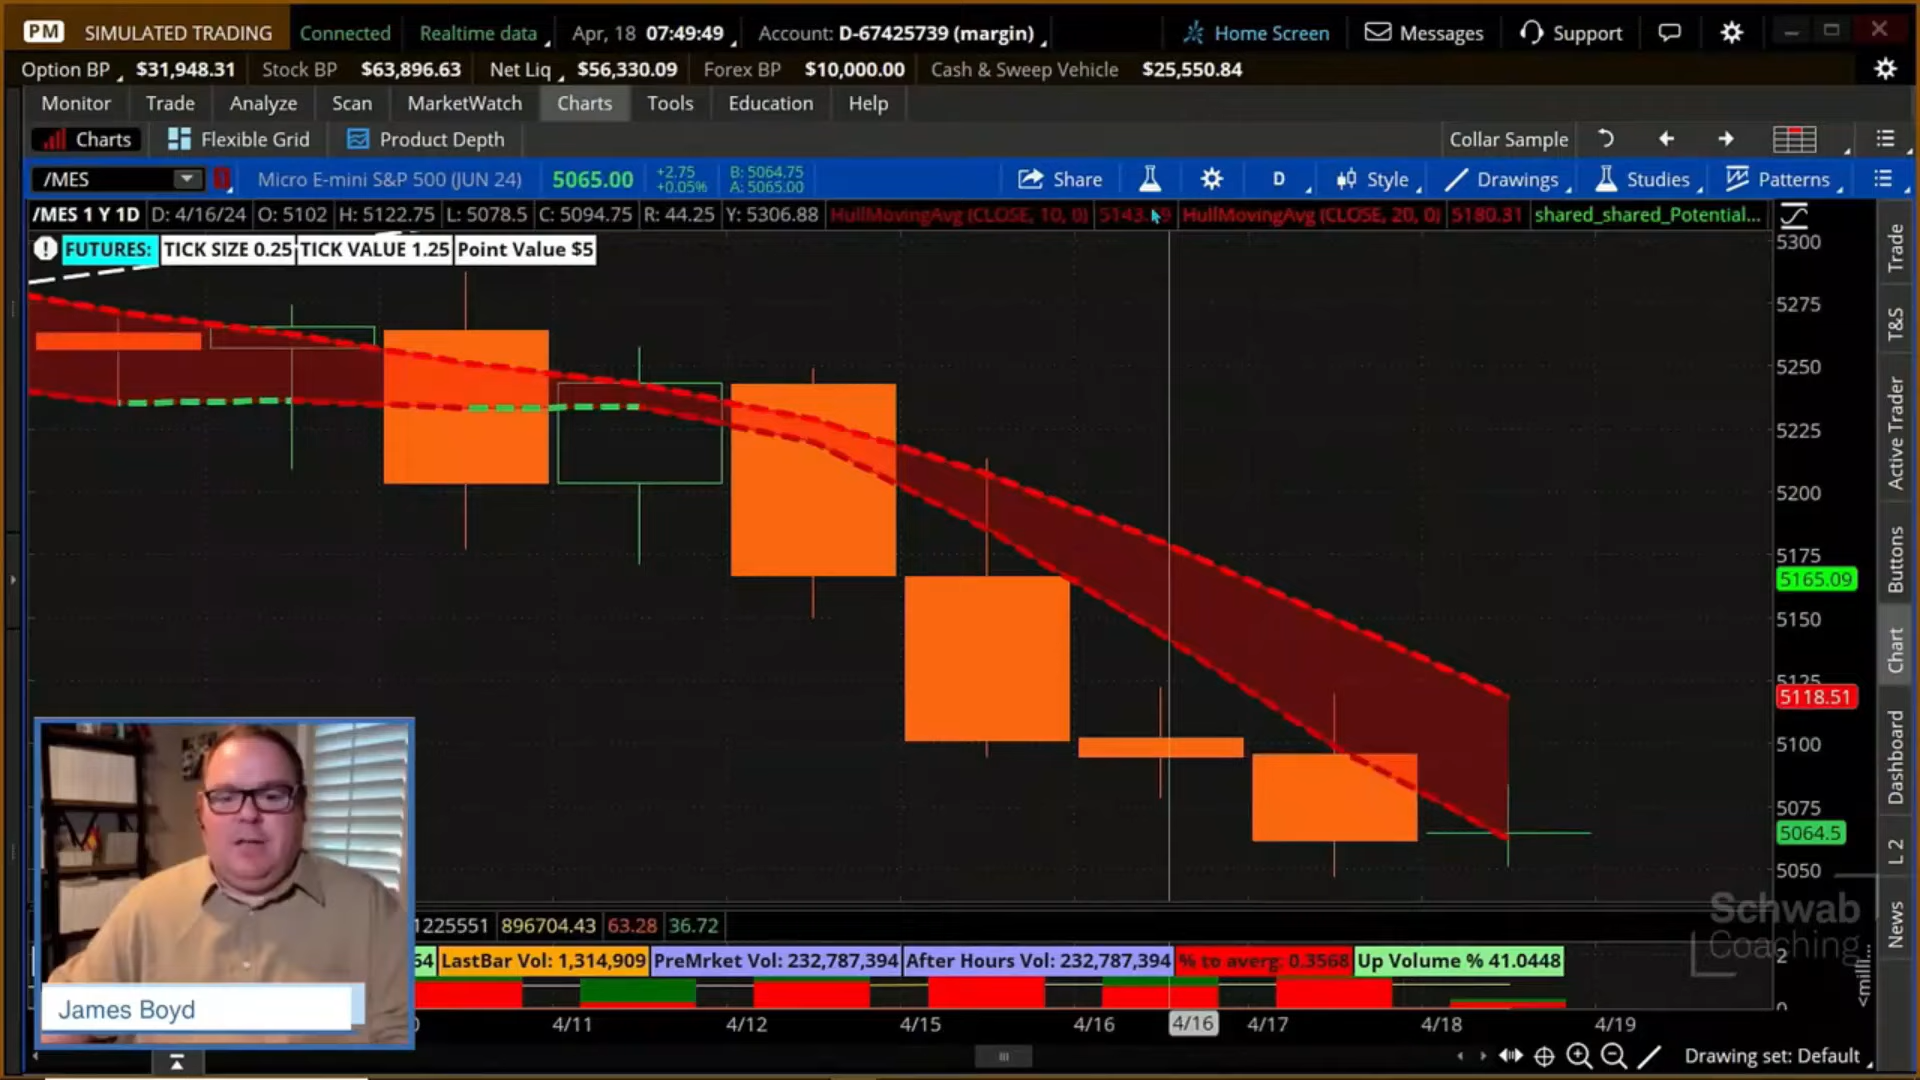 PM SIMULATED TRADING Connected Realtime data Apr, 18 07:49:49 Account: D-67425739 (margin) Home Screen Messages Support
Option BP $31,948.31 Stock BP $63,896.63 Net Liq $56,330.09 Forex BP $10,000.00 Cash & Sweep Vehicle $25,550.84
Monitor Trade Analyze Scan MarketWatch Charts Tools Education Help
Charts Flexible Grid Product Depth Collar Sample
/MES Micro E-mini S&P 500 (JUN 24) 5065.00 +2.75 +0.05% B: 5064.75 A: 5065.00 Share D Style Drawings Studies Patterns
/MES 1 Y 1D D: 4/16/24 O: 5102 H: 5122.75 L: 5078.5 C: 5094.75 R: 44.25 Y: 5306.88 HullMovingAvg (CLOSE, 10, 0) HullMovingAvg (CLOSE, 20, 0) 5180.31 shared_shared_Potential...
FUTURES: TICK SIZE 0.25 TICK VALUE 1.25 Point Value $5
5300
5275
5250
5225
5200
5175
5165.09
5150
5125
5118.51
5100
5075
5064.5
5050
Trade
T&S
Active Trader
Buttons
Chart
Dashboard
L 2
News
Schwab
Coaching
1225551 896704.43 63.28 36.72
64 LastBar Vol: 1,314,909 PreMrket Vol: 232,787,394 After Hours Vol: 232,787,394 % to averg: 0.3568 Up Volume % 41.0448
2
0
<milli...
James Boyd
4/11 4/12 4/15 4/16 4/16 4/17 4/18 4/19
Drawing set: Default